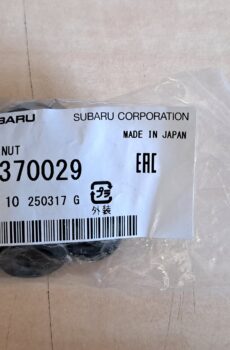 BARU SUBARU CORPORATION
MADE IN JAPAN
NUT
370029 EAC
10 250317 G
プラ
外装